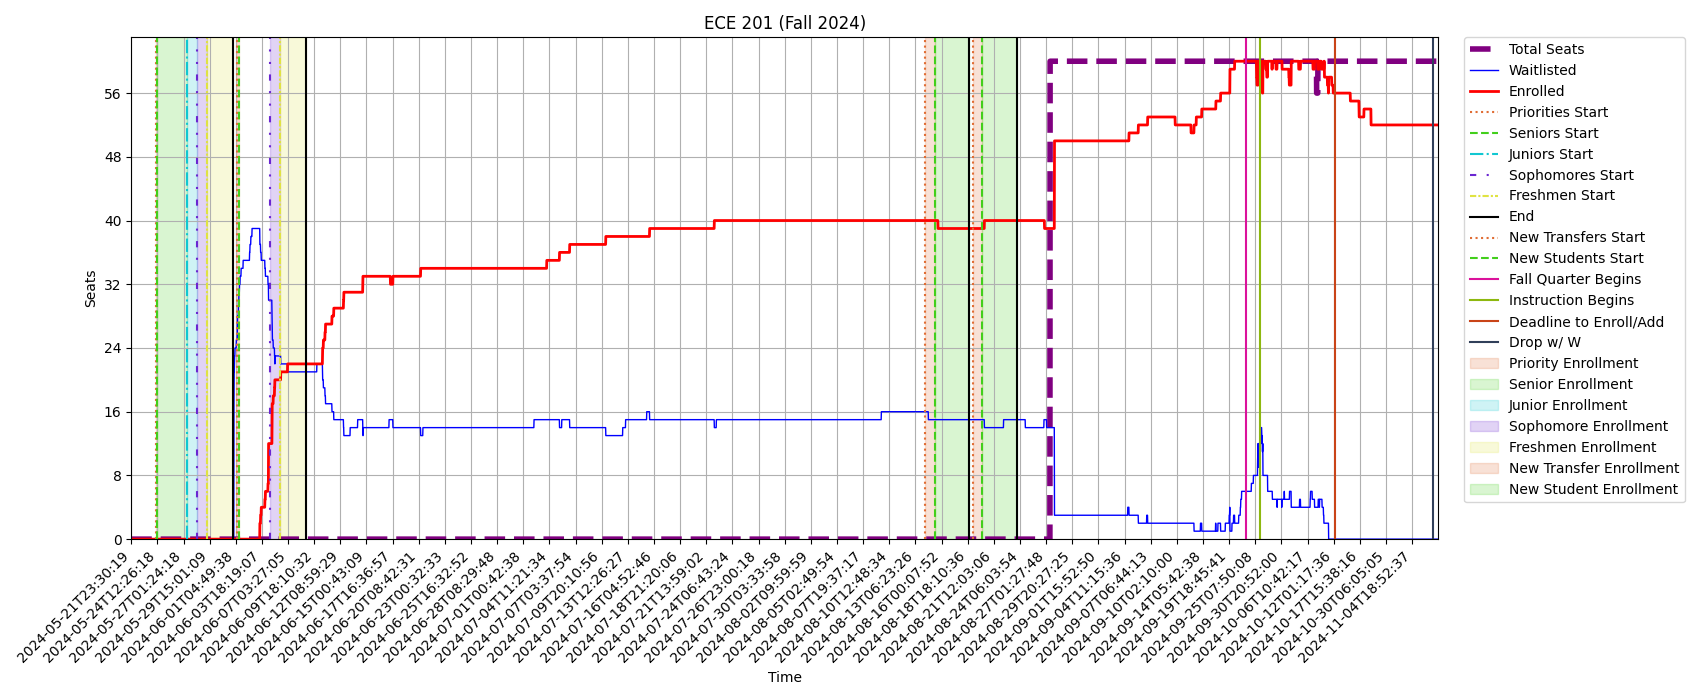 ECE 201 (Fall 2024)
Seats
56
48
40
32
24
16
8
0
2024-05-21T23:30:19
2024-05-24T12:26:18
2024-05-27T01:24:18
2024-05-29T15:01:09
2024-06-01T04:49:38
2024-06-03T18:19:07
2024-06-07T03:27:05
2024-06-09T18:10:32
2024-06-12T08:59:29
2024-06-15T00:43:09
2024-06-17T16:36:57
2024-06-20T08:42:31
2024-06-23T00:32:33
2024-06-25T16:32:52
2024-06-28T08:29:48
2024-07-01T00:42:38
2024-07-04T11:21:34
2024-07-07T03:37:54
2024-07-09T20:10:56
2024-07-13T12:26:27
2024-07-16T04:52:46
2024-07-18T21:20:06
2024-07-21T13:59:02
2024-07-24T06:43:24
2024-07-26T23:00:18
2024-07-30T03:33:58
2024-08-02T09:59:59
2024-08-05T02:49:54
2024-08-07T19:37:17
2024-08-10T12:48:34
2024-08-13T06:23:26
2024-08-16T00:07:52
2024-08-18T18:10:36
2024-08-21T12:03:06
2024-08-24T06:03:54
2024-08-27T01:27:48
2024-08-29T20:27:25
2024-09-01T15:52:50
2024-09-04T11:15:36
2024-09-07T06:44:13
2024-09-10T02:10:00
2024-09-14T05:42:38
2024-09-19T18:45:41
2024-09-25T07:50:05
2024-09-30T20:52:00
2024-10-06T10:42:17
2024-10-12T01:17:36
2024-10-17T15:38:16
2024-10-30T06:05:05
2024-11-04T18:52:37
Time
Total Seats
Waitlisted
Enrolled
Priorities Start
Seniors Start
Juniors Start
Sophomores Start
Freshmen Start
End
New Transfers Start
New Students Start
Fall Quarter Begins
Instruction Begins
Deadline to Enroll/Add
Drop w/ W
Priority Enrollment
Senior Enrollment
Junior Enrollment
Sophomore Enrollment
Freshmen Enrollment
New Transfer Enrollment
New Student Enrollment